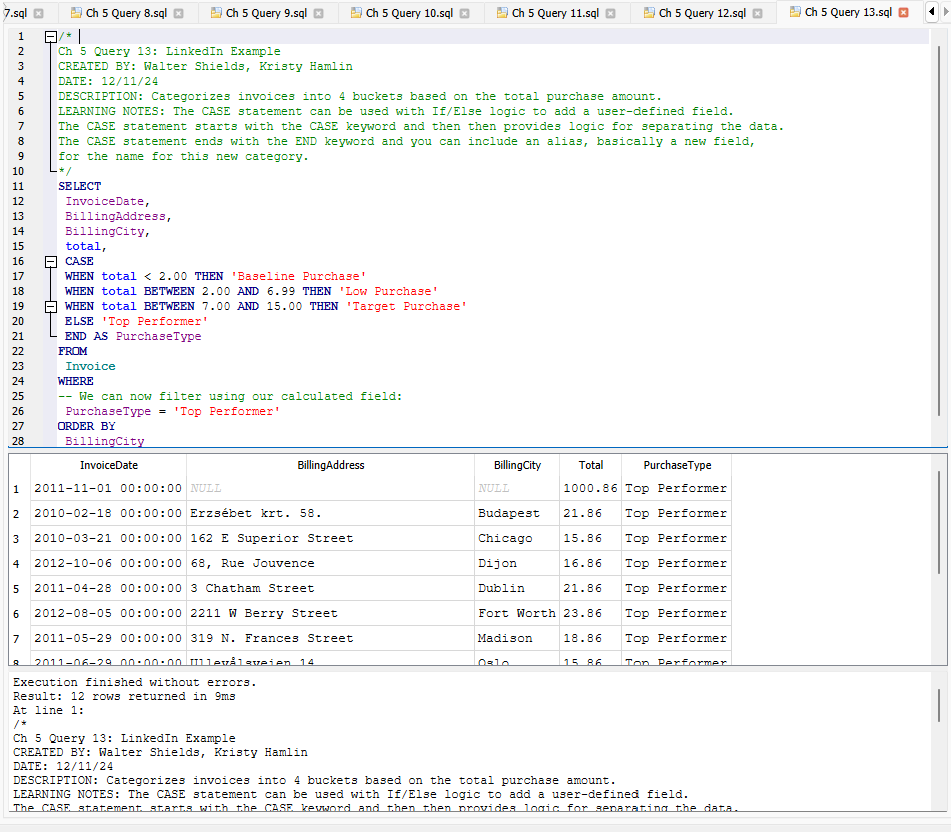 7.sql Ch 5 Query 8.sql Ch 5 Query 9.sql Ch 5 Query 10.sql Ch 5 Query 11.sql Ch 5 Query 12.sql Ch 5 Query 13.sql
1 /*
2 Ch 5 Query 13: LinkedIn Example
3 CREATED BY: Walter Shields, Kristy Hamlin
4 DATE: 12/11/24
5 DESCRIPTION: Categorizes invoices into 4 buckets based on the total purchase amount.
6 LEARNING NOTES: The CASE statement can be used with If/Else logic to add a user-defined field.
7 The CASE statement starts with the CASE keyword and then then provides logic for separating the data.
8 The CASE statement ends with the END keyword and you can include an alias, basically a new field,
9 for the name for this new category.
10 */
11 SELECT
12 InvoiceDate,
13 BillingAddress,
14 BillingCity,
15 total,
16 CASE
17 WHEN total < 2.00 THEN 'Baseline Purchase'
18 WHEN total BETWEEN 2.00 AND 6.99 THEN 'Low Purchase'
19 WHEN total BETWEEN 7.00 AND 15.00 THEN 'Target Purchase'
20 ELSE 'Top Performer'
21 END AS PurchaseType
22 FROM
23 Invoice
24 WHERE
25 -- We can now filter using our calculated field:
26 PurchaseType = 'Top Performer'
27 ORDER BY
28 BillingCity
InvoiceDate BillingAddress BillingCity Total PurchaseType
1 2011-11-01 00:00:00 NULL NULL 1000.86 Top Performer
2 2010-02-18 00:00:00 Erzsébet krt. 58. Budapest 21.86 Top Performer
3 2010-03-21 00:00:00 162 E Superior Street Chicago 15.86 Top Performer
4 2012-10-06 00:00:00 68, Rue Jouvence Dijon 16.86 Top Performer
5 2011-04-28 00:00:00 3 Chatham Street Dublin 21.86 Top Performer
6 2012-08-05 00:00:00 2211 W Berry Street Fort Worth 23.86 Top Performer
7 2011-05-29 00:00:00 319 N. Frances Street Madison 18.86 Top Performer
8 2011-06-29 00:00:00 Ullevålsveien 14 Oslo 15.86 Top Performer
Execution finished without errors.
Result: 12 rows returned in 9ms
At line 1:
/*
Ch 5 Query 13: LinkedIn Example
CREATED BY: Walter Shields, Kristy Hamlin
DATE: 12/11/24
DESCRIPTION: Categorizes invoices into 4 buckets based on the total purchase amount.
LEARNING NOTES: The CASE statement can be used with If/Else logic to add a user-defined field.
The CASE statement starts with the CASE keyword and then then provides logic for separating the data.